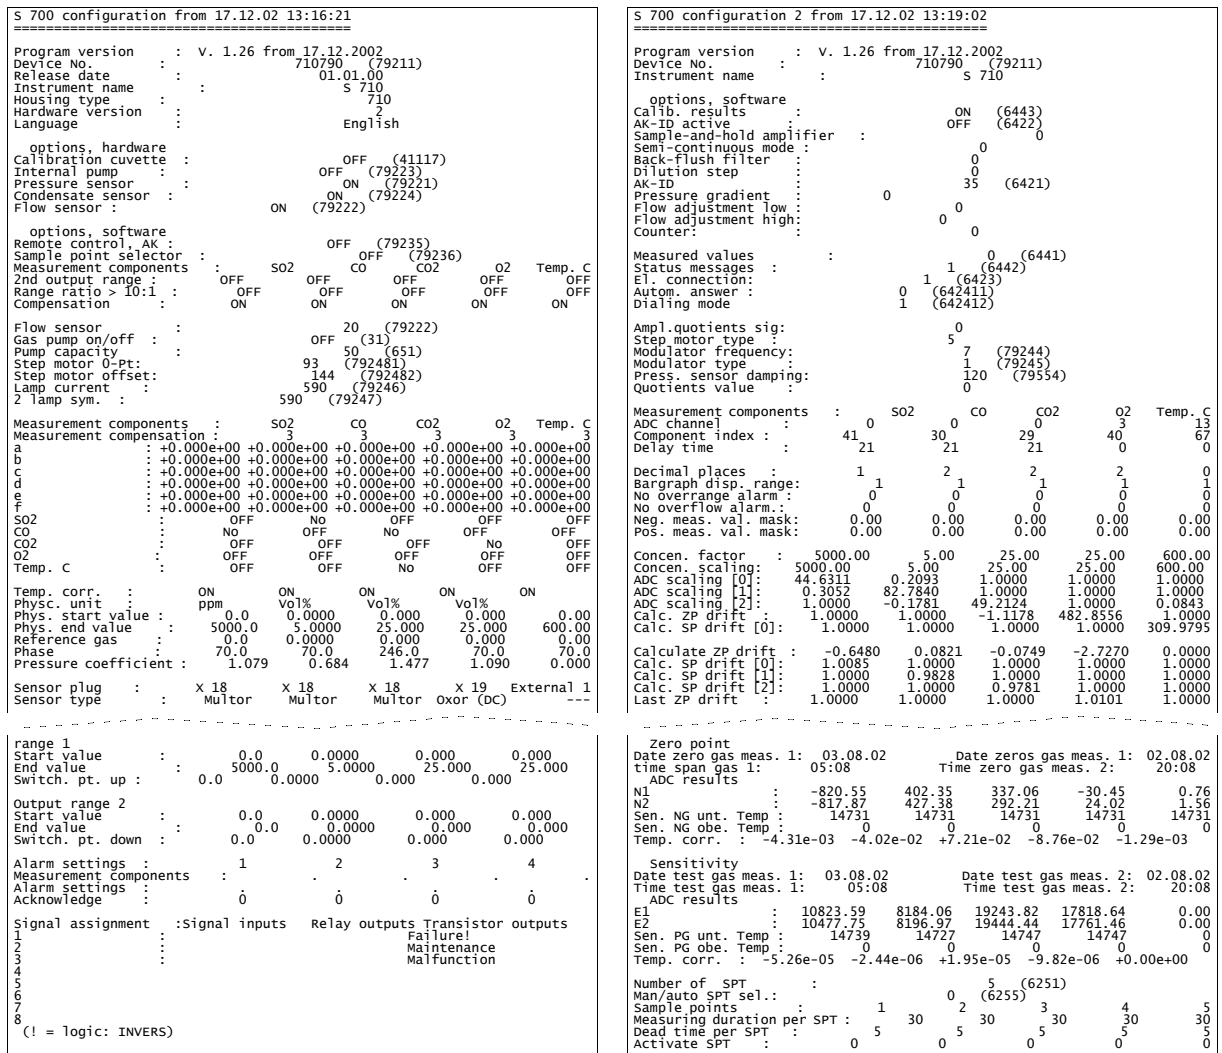 S 700 configuration from 17.12.02 13:16:21
==========================================
Program version : V. 1.26 from 17.12.2002
Device No. : 710790 (79211)
Release date : 01.01.00
Instrument name : S 710
Housing type : 710
Hardware version : 2
Language : English
options, hardware
Calibration cuvette : OFF (41117)
Internal pump : OFF (79223)
Pressure sensor : ON (79221)
Condensate sensor : ON (79224)
Flow sensor : ON (79222)
options, software
Remote control, AK : OFF (79235)
Sample point selector : OFF (79236)
Measurement components : SO2 CO CO2 O2 Temp. C
2nd output range : OFF OFF OFF OFF OFF
Range ratio > 10:1 : OFF OFF OFF OFF OFF
Compensation : ON ON ON ON ON
Flow sensor : 20 (79222)
Gas pump on/off : OFF (31)
Pump capacity : 50 (651)
Step motor 0-Pt: 93 (792481)
Step motor offset: 144 (792482)
Lamp current : 590 (79246)
2 lamp sym. : 590 (79247)
Measurement components : SO2 CO CO2 O2 Temp. C
Measurement compensation : 3 3 3 3 3
a : +0.000e+00 +0.000e+00 +0.000e+00 +0.000e+00 +0.000e+00
b : +0.000e+00 +0.000e+00 +0.000e+00 +0.000e+00 +0.000e+00
c : +0.000e+00 +0.000e+00 +0.000e+00 +0.000e+00 +0.000e+00
d : +0.000e+00 +0.000e+00 +0.000e+00 +0.000e+00 +0.000e+00
e : +0.000e+00 +0.000e+00 +0.000e+00 +0.000e+00 +0.000e+00
f : +0.000e+00 +0.000e+00 +0.000e+00 +0.000e+00 +0.000e+00
SO2 : OFF No OFF OFF OFF
CO : No OFF No OFF OFF
CO2 : OFF OFF OFF No OFF
O2 : OFF OFF OFF OFF OFF
Temp. C : OFF OFF No OFF OFF
Temp. corr. : ON ON ON ON ON
Physc. unit : ppm Vol% Vol% Vol%
Phys. start value : 0.0 0.0000 0.000 0.000 0.00
Phys. end value : 5000.0 5.0000 25.000 25.000 600.00
Reference gas : 0.0 0.0000 0.000 0.000 0.00
Phase : 70.0 70.0 246.0 70.0 70.0
Pressure coefficient : 1.079 0.684 1.477 1.090 0.000
Sensor plug : X 18 X 18 X 18 X 19 External 1
Sensor type : Multor Multor Multor Oxor (DC) ---
range 1
Start value : 0.0 0.0000 0.000 0.000
End value : 5000.0 5.0000 25.000 25.000
Switch. pt. up : 0.0 0.0000 0.000 0.000
Output range 2
Start value : 0.0 0.0000 0.000 0.000
End value : 0.0 0.0000 0.000 0.000
Switch. pt. down : 0.0 0.0000 0.000 0.000
Alarm settings : 1 2 3 4
Measurement components : . . . .
Alarm settings : . . . .
Acknowledge : 0 0 0 0
Signal assignment :Signal inputs Relay outputs Transistor outputs
1 : Failure!
2 : Maintenance
3 : Malfunction
4
5
6
7
8
(! = logic: INVERS)
S 700 configuration 2 from 17.12.02 13:19:02
============================================
Program version : V. 1.26 from 17.12.2002
Device No. : 710790 (79211)
Instrument name : S 710
options, software
Calib. results : ON (6443)
AK-ID active : OFF (6422)
Sample-and-hold amplifier : 0
Semi-continuous mode : 0
Back-flush filter : 0
Dilution step : 0
AK-ID : 35 (6421)
Pressure gradient : 0
Flow adjustment low : 0
Flow adjustment high: 0
Counter: : 0
Measured values : 0 (6441)
Status messages : 1 (6442)
El. connection: 1 (6423)
Autom. answer : 0 (642411)
Dialing mode 1 (642412)
Ampl.quotients sig: 0
Step motor type : 5
Modulator frequency: 7 (79244)
Modulator type : 1 (79245)
Press. sensor damping: 120 (79554)
Quotients value : 0
Measurement components : SO2 CO CO2 O2 Temp. C
ADC channel : 0 0 0 3 13
Component index : 41 30 29 40 67
Delay time : 21 21 21 0 0
Decimal places : 1 2 2 2 0
Bargraph disp. range: 1 1 1 1 1
No overrange alarm : 0 0 0 0 0
No overflow alarm.: 0 0 0 0 0
Neg. meas. val. mask: 0.00 0.00 0.00 0.00 0.00
Pos. meas. val. mask: 0.00 0.00 0.00 0.00 0.00
Concen. factor : 5000.00 5.00 25.00 25.00 600.00
Concen. scaling: 5000.00 5.00 25.00 25.00 600.00
ADC scaling [0]: 44.6311 0.2093 1.0000 1.0000 1.0000
ADC scaling [1]: 0.3052 82.7840 1.0000 1.0000 1.0000
ADC scaling [2]: 1.0000 -0.1781 49.2124 1.0000 0.0843
Calc. ZP drift : 1.0000 1.0000 -1.1178 482.8556 1.0000
Calc. SP drift [0]: 1.0000 1.0000 1.0000 1.0000 309.9795
Calculate ZP drift : -0.6480 0.0821 -0.0749 -2.7270 0.0000
Calc. SP drift [0]: 1.0085 1.0000 1.0000 1.0000 1.0000
Calc. SP drift [1]: 1.0000 0.9828 1.0000 1.0000 1.0000
Calc. SP drift [2]: 1.0000 1.0000 0.9781 1.0000 1.0000
Last ZP drift : 1.0000 1.0000 1.0000 1.0101 1.0000
Zero point
Date zero gas meas. 1: 03.08.02 Date zeros gas meas. 1: 02.08.02
time span gas 1: 05:08 Time zero gas meas. 2: 20:08
ADC results
N1 : -820.55 402.35 337.06 -30.45 0.76
N2 : -817.87 427.38 292.21 24.02 1.56
Sen. NG unt. Temp : 14731 14731 14731 14731 14731
Sen. NG obe. Temp : 0 0 0 0 0
Temp. corr. : -4.31e-03 -4.02e-02 +7.21e-02 -8.76e-02 -1.29e-03
Sensitivity
Date test gas meas. 1: 03.08.02 Date test gas meas. 2: 02.08.02
Time test gas meas. 1: 05:08 Time test gas meas. 2: 20:08
ADC results
E1 : 10823.59 8184.06 19243.82 17818.64 0.00
E2 : 10477.75 8196.97 19444.44 17761.46 0.00
Sen. PG unt. Temp : 14739 14727 14747 14747 0
Sen. PG obe. Temp : 0 0 0 0 0
Temp. corr. : -5.26e-05 -2.44e-06 +1.95e-05 -9.82e-06 +0.00e+00
Number of SPT : 5 (6251)
Man/auto SPT sel.: 0 (6255)
Sample points : 1 2 3 4 5
Measuring duration per SPT : 30 30 30 30 30
Dead time per SPT : 5 5 5 5 5
Activate SPT : 0 0 0 0 0